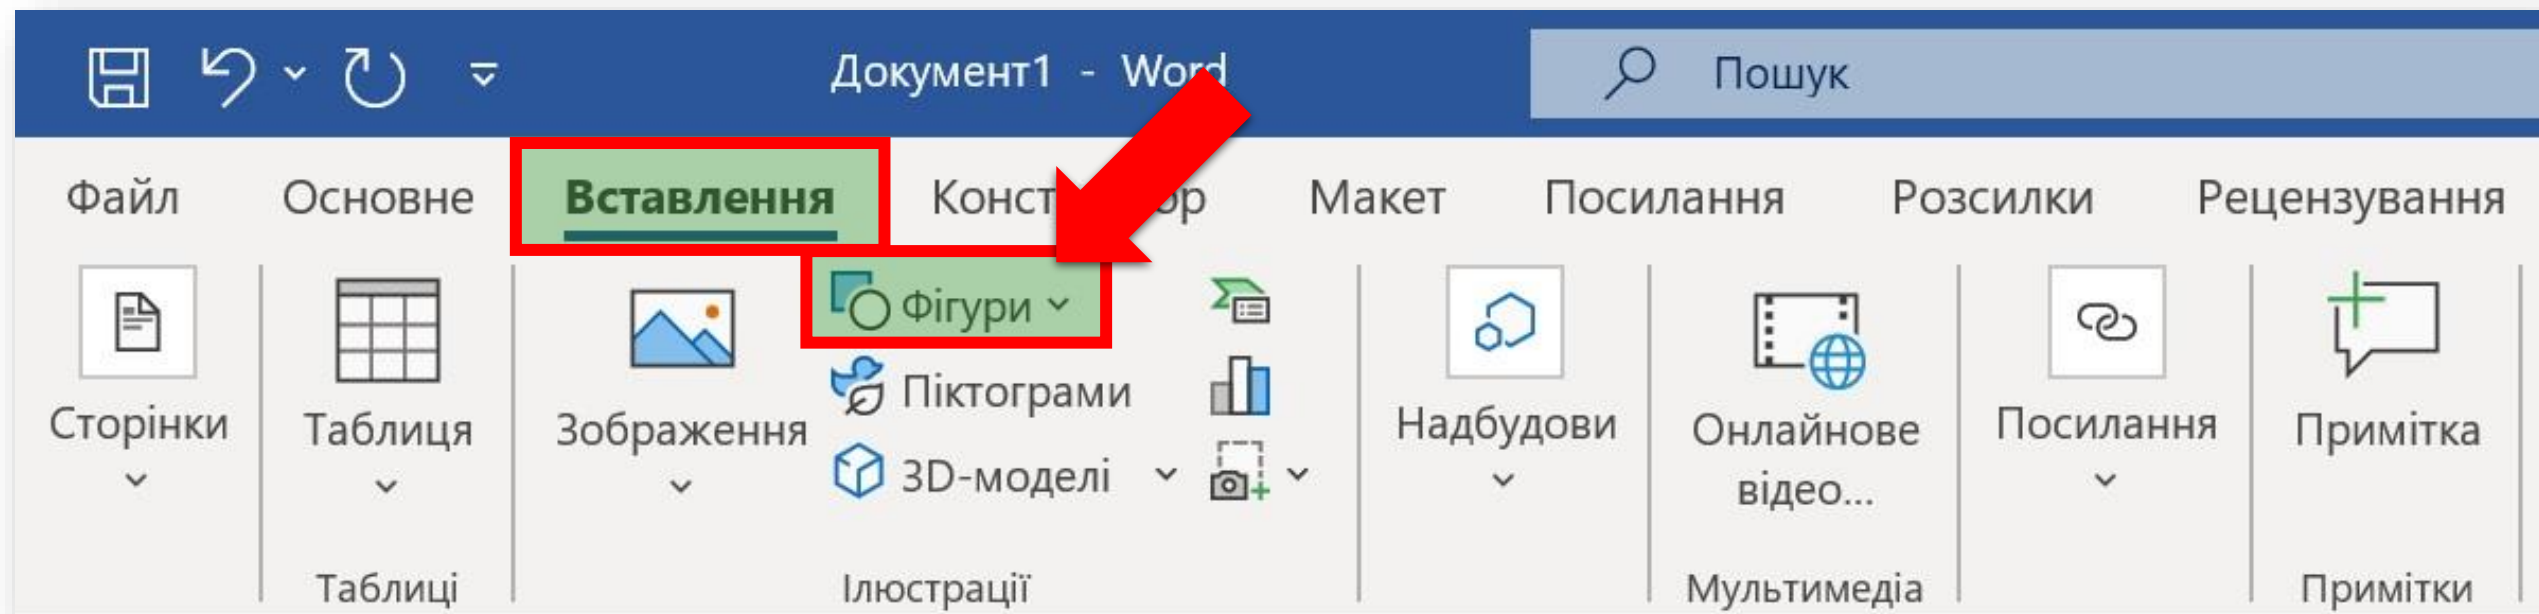 Документ1 - Word
Пошук
Файл Основне Вставлення Макет Посилання Розсилки Рецензування
Фігури
Піктограми
3D-моделі
Сторінки
Таблиця
Зображення
Надбудови
Онлайнове
відео...
Посилання
Примітка
Таблиці
Ілюстрації
Мультимедіа
Примітки